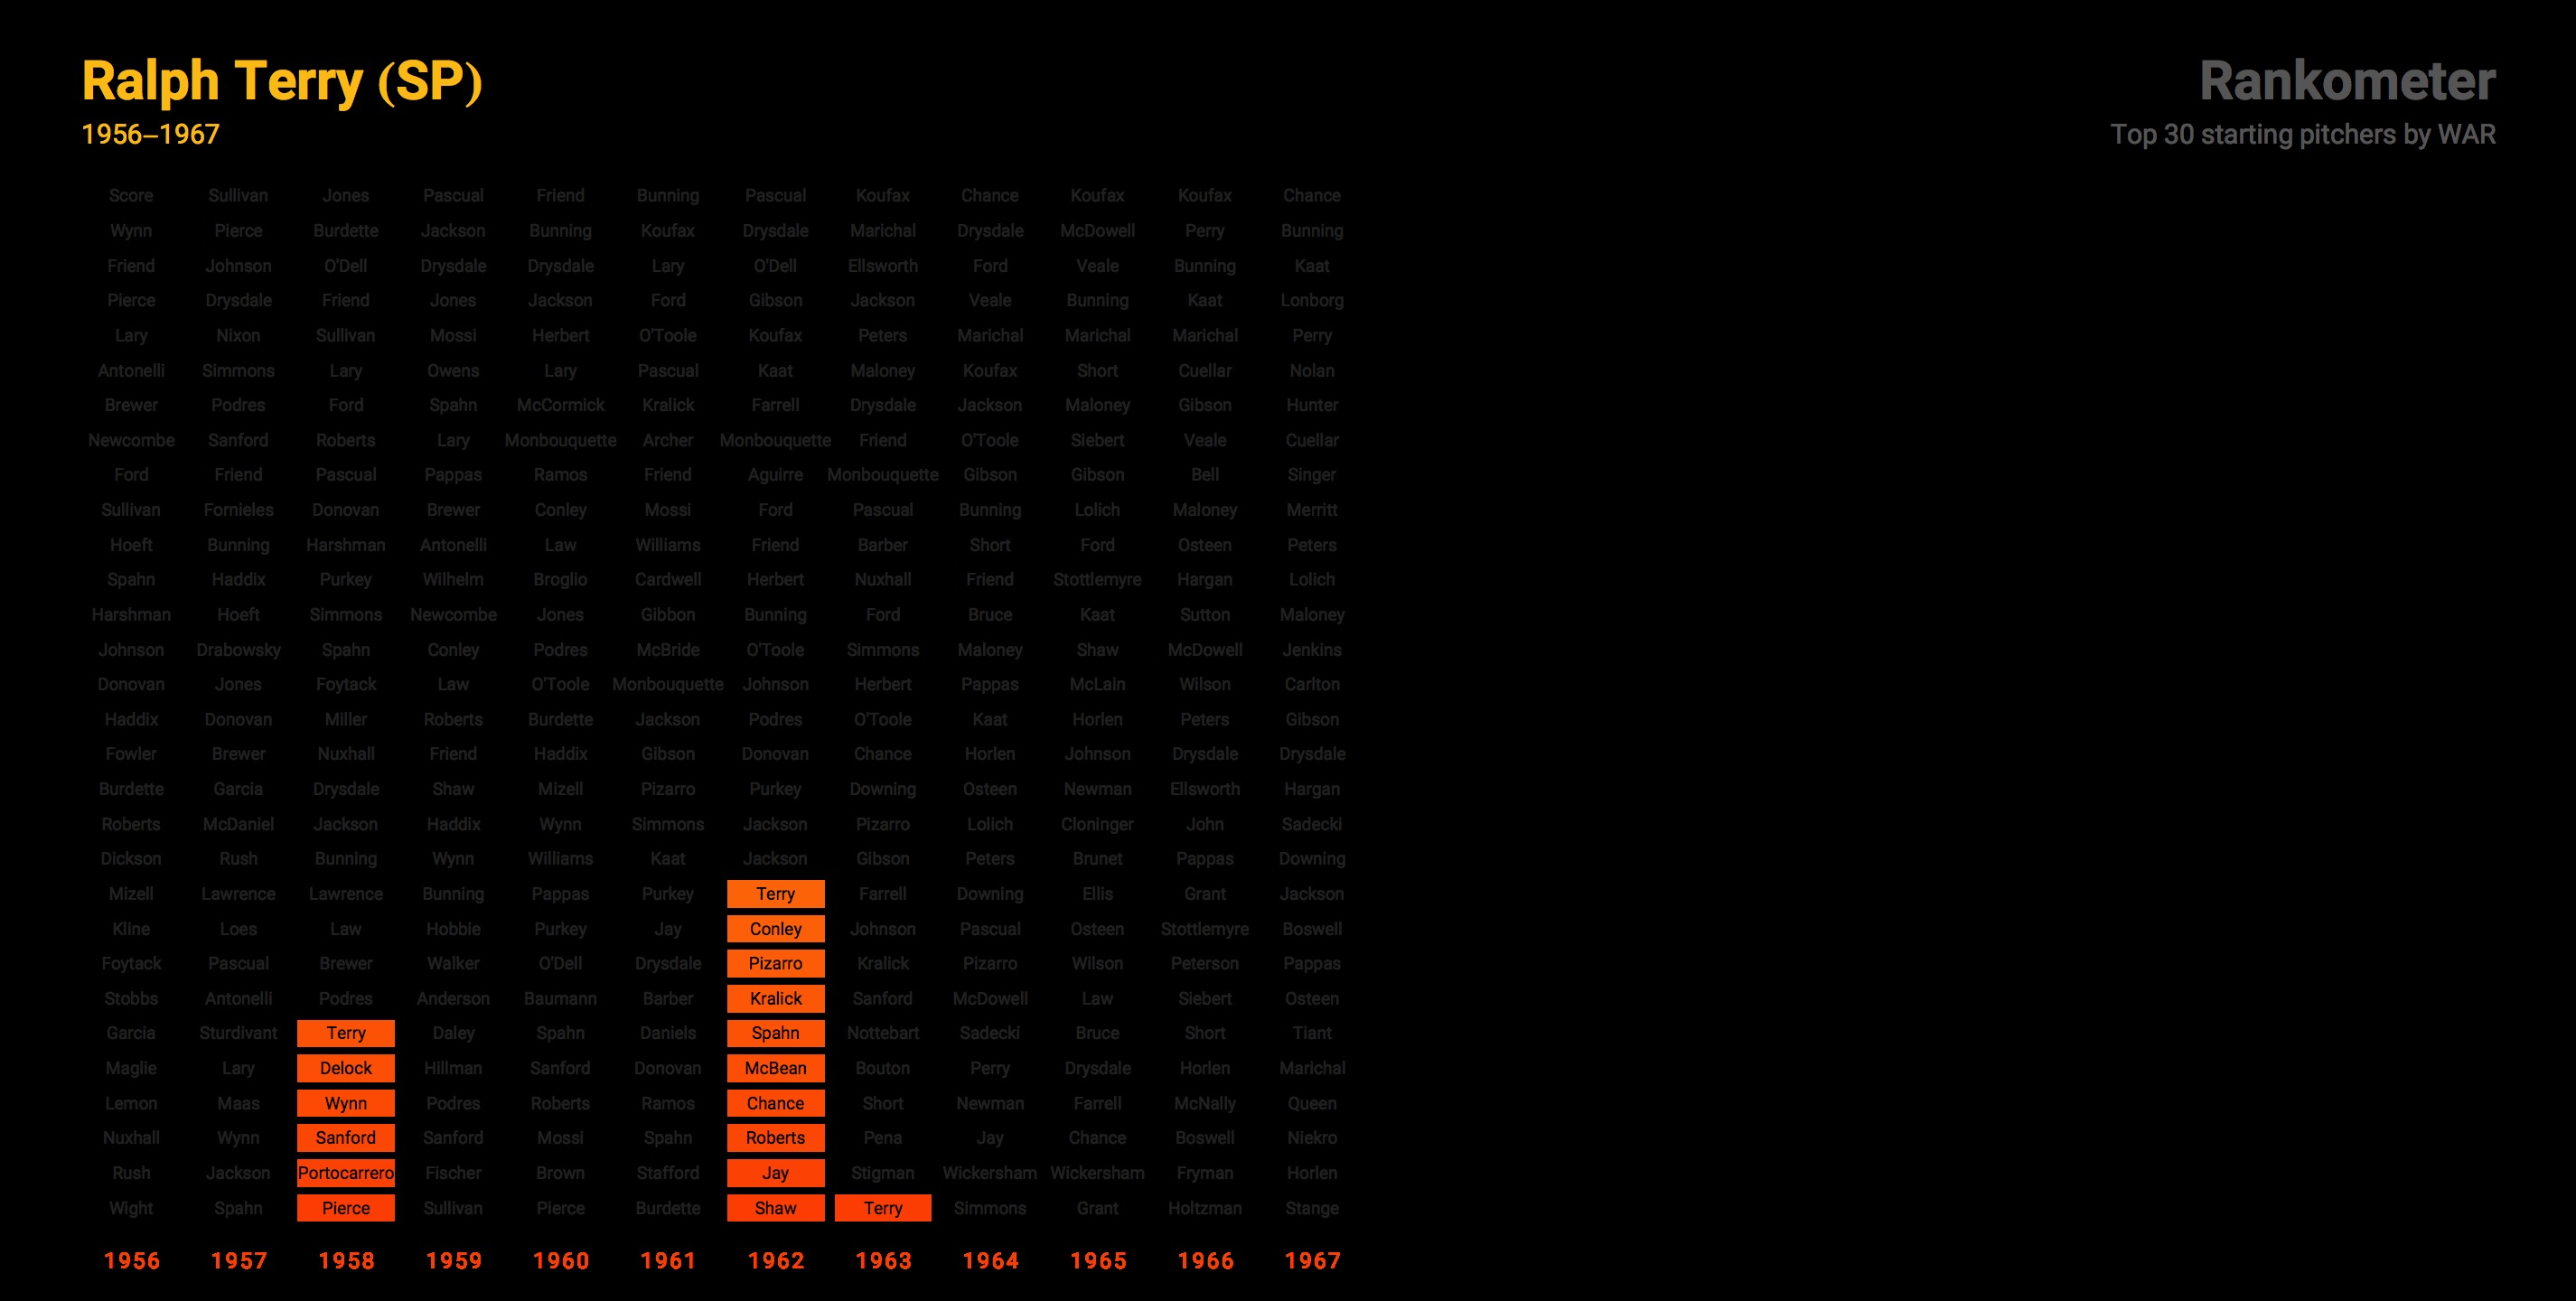 Ralph Terry (SP)
1956–1967
Rankometer
Top 30 starting pitchers by WAR
Score Sullivan Jones Pascual Friend Bunning Pascual Koufax Chance Koufax Koufax Chance
Wynn Pierce Burdette Jackson Bunning Koufax Drysdale Marichal Drysdale McDowell Perry Bunning
Friend Johnson O'Dell Drysdale Drysdale Lary O'Dell Ellsworth Ford Veale Bunning Kaat
Pierce Drysdale Friend Jones Jackson Ford Gibson Jackson Veale Bunning Kaat Lonborg
Lary Nixon Sullivan Mossi Herbert O'Toole Koufax Peters Marichal Marichal Marichal Perry
Antonelli Simmons Lary Owens Lary Pascual Kaat Maloney Koufax Short Cuellar Nolan
Brewer Podres Ford Spahn McCormick Kralick Farrell Drysdale Jackson Maloney Gibson Hunter
Newcombe Sanford Roberts Lary Monbouquette Archer Monbouquette Friend O'Toole Siebert Veale Cuellar
Ford Friend Pascual Pappas Ramos Friend Aguirre Monbouquette Gibson Gibson Bell Singer
Sullivan Fornieles Donovan Brewer Conley Mossi Ford Pascual Bunning Lolich Maloney Merritt
Hoeft Bunning Harshman Antonelli Law Williams Friend Barber Short Ford Osteen Peters
Spahn Haddix Purkey Wilhelm Broglio Cardwell Herbert Nuxhall Friend Stottlemyre Hargan Lolich
Harshman Hoeft Simmons Newcombe Jones Gibbon Bunning Ford Bruce Kaat Sutton Maloney
Johnson Drabowsky Spahn Conley Podres McBride O'Toole Simmons Maloney Shaw McDowell Jenkins
Donovan Jones Foytack Law O'Toole Monbouquette Johnson Herbert Pappas McLain Wilson Carlton
Haddix Donovan Miller Roberts Burdette Jackson Podres O'Toole Kaat Horlen Peters Gibson
Fowler Brewer Nuxhall Friend Haddix Gibson Donovan Chance Horlen Johnson Drysdale Drysdale
Burdette Garcia Drysdale Shaw Mizell Pizarro Purkey Downing Osteen Newman Ellsworth Hargan
Roberts McDaniel Jackson Haddix Wynn Simmons Jackson Pizarro Lolich Cloninger John Sadecki
Dickson Rush Bunning Wynn Williams Kaat Jackson Gibson Peters Brunet Pappas Downing
Mizell Lawrence Lawrence Bunning Pappas Purkey Terry Farrell Downing Ellis Grant Jackson
Kline Loes Law Hobbie Purkey Jay Conley Johnson Pascual Osteen Stottlemyre Boswell
Foytack Pascual Brewer Walker O'Dell Drysdale Pizarro Kralick Pizarro Wilson Peterson Pappas
Stobbs Antonelli Podres Anderson Baumann Barber Kralick Sanford McDowell Law Siebert Osteen
Garcia Sturdivant Terry Daley Spahn Daniels Spahn Nottebart Sadecki Bruce Short Tiant
Maglie Lary Delock Hillman Sanford Donovan McBean Bouton Perry Drysdale Horlen Marichal
Lemon Maas Wynn Podres Roberts Ramos Chance Short Newman Farrell McNally Queen
Nuxhall Wynn Sanford Sanford Mossi Spahn Roberts Pena Jay Chance Boswell Niekro
Rush Jackson Portocarrero Fischer Brown Stafford Jay Stigman Wickersham Wickersham Fryman Horlen
Wight Spahn Pierce Sullivan Pierce Burdette Shaw Terry Simmons Grant Holtzman Stange
1956 1957 1958 1959 1960 1961 1962 1963 1964 1965 1966 1967